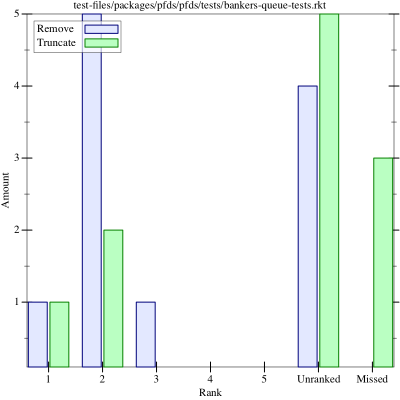 test-files/packages/pfds/pfds/tests/bankers-queue-tests.rkt
Remove
Truncate
5
4
3
2
1
Amount
1 2 3 4 5 Unranked Missed
Rank